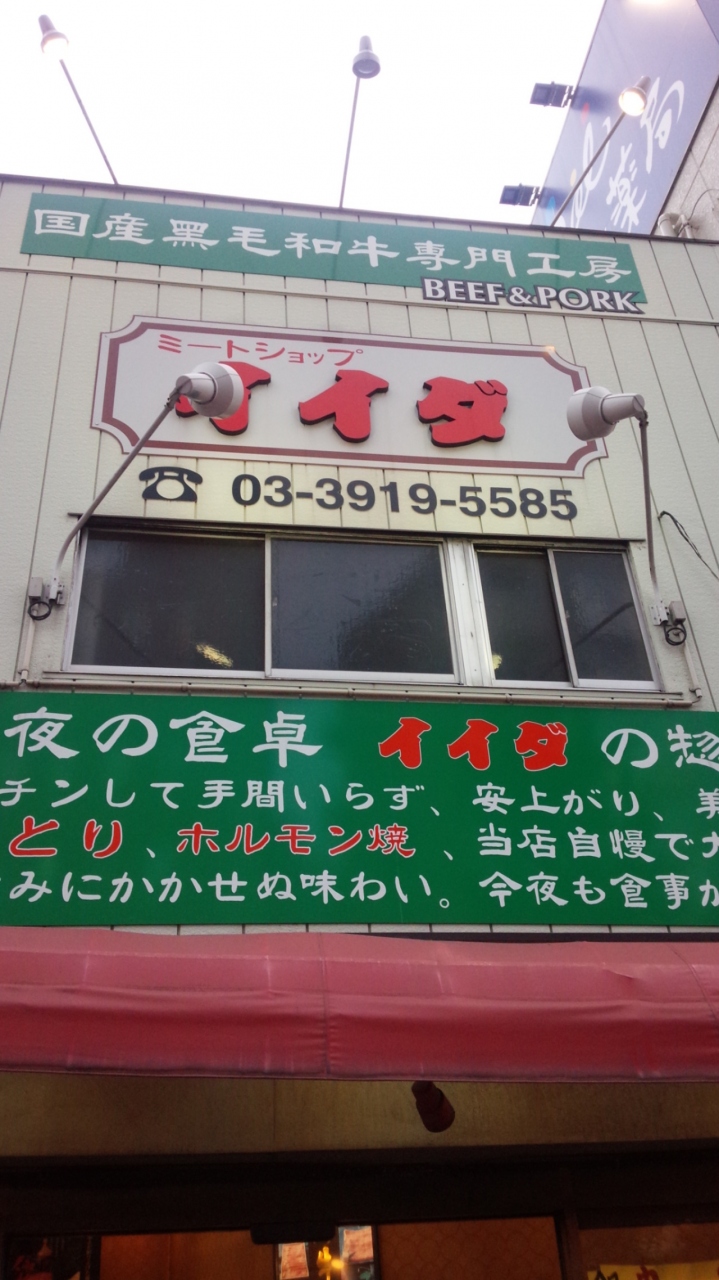 国産黒毛和牛専門工房
BEEF&PORK
ミートショップ
イイダ
☎ 03-3919-5585
夜の食卓 イイダ の惣
チンして手間いらず、安上がり、美
とり、ホルモン焼、当店自慢で
みにかかせぬ味わい。今夜も食事が
薬局